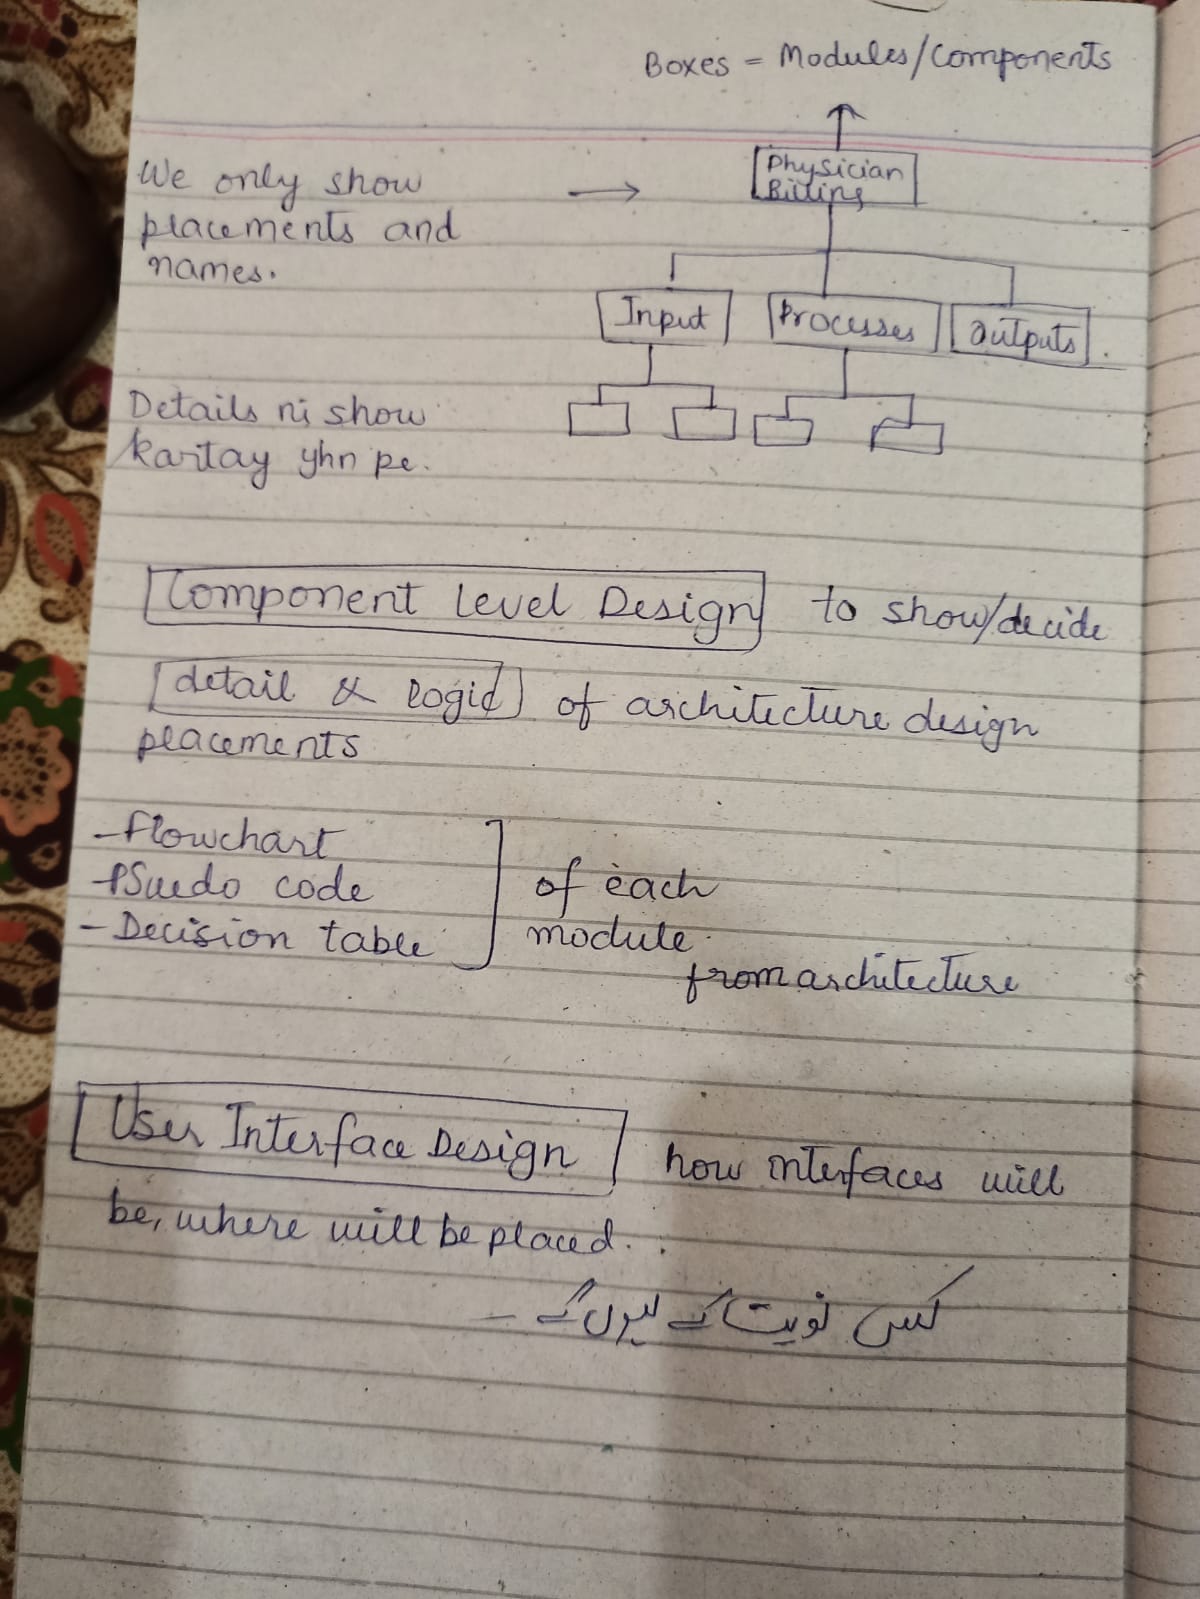 Boxes = Modules/Components
We only show
placements and
names.
Physician
Billing
Input
Processes
Outputs
Details ni show
kartay yhn pe.
Component Level Design to show/decide
detail & logic of architecture design
placements
- Flowchart
- PSuedo code
- Decision table
of each
module
from architecture
User Interface Design how interfaces will
be, where will be placed.
کس نویت کے ہوں گے -